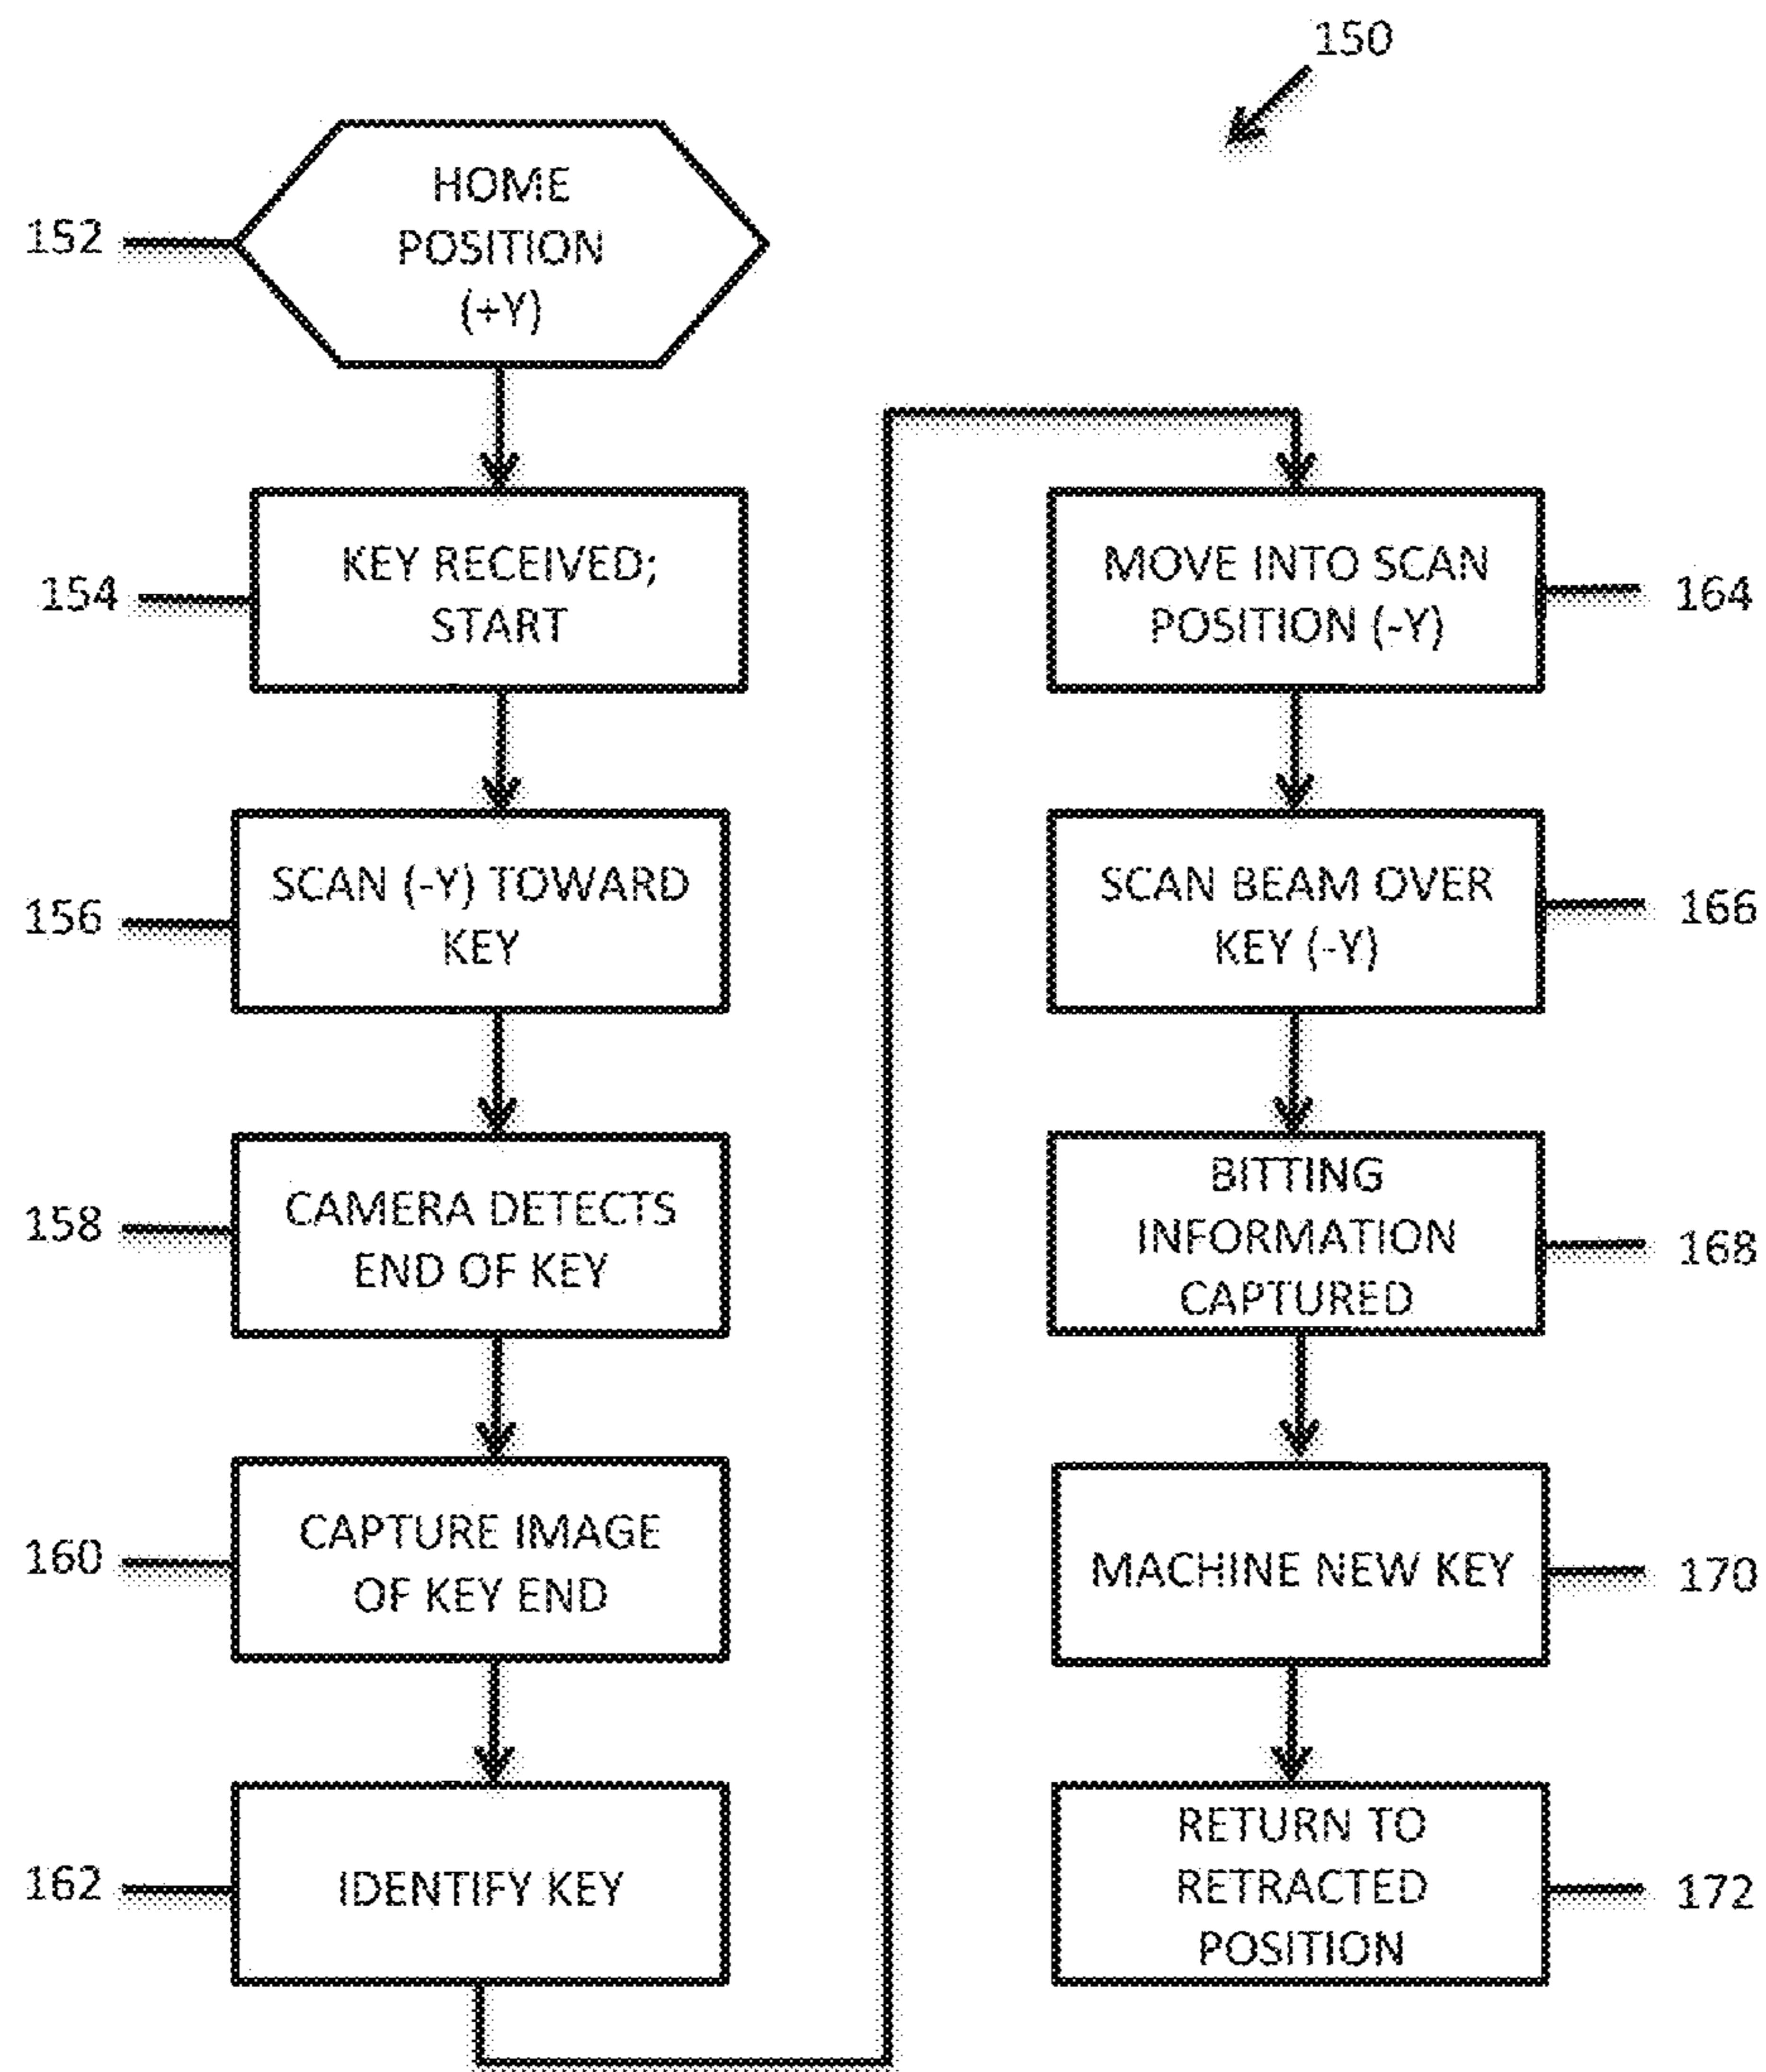 150
152
HOME
POSITION
(+Y)
154
KEY RECEIVED;
START
156
SCAN (-Y) TOWARD
KEY
158
CAMERA DETECTS
END OF KEY
160
CAPTURE IMAGE
OF KEY END
162
IDENTIFY KEY
MOVE INTO SCAN
POSITION (-Y)
164
SCAN BEAM OVER
KEY (-Y)
166
BITTING
INFORMATION
CAPTURED
168
MACHINE NEW KEY
170
RETURN TO
RETRACTED
POSITION
172